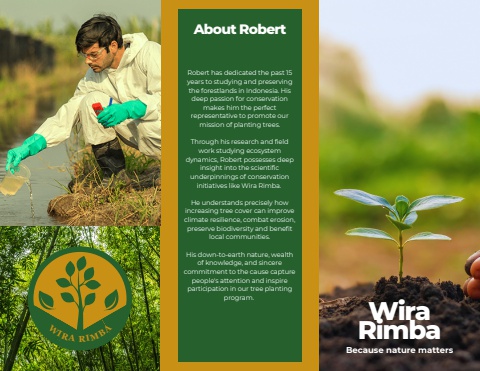 About Robert
Robert has dedicated the past 15
years to studying and preserving
the forestlands in Indonesia. His
deep passion for conservation
makes him the perfect
representative to promote our
mission of planting trees.
Through his research and field
work studying ecosystem
dynamics, Robert possesses deep
insight into the scientific
underpinnings of conservation
initiatives like Wira Rimba.
He understands precisely how
increasing tree cover can improve
climate resilience, combat erosion,
preserve biodiversity and benefit
local communities.
His down-to-earth nature, wealth
of knowledge, and sincere
commitment to the cause capture
people's attention and inspire
participation in our tree planting
program.
WIRA RIMBA
Wira
Rimba
Because nature matters